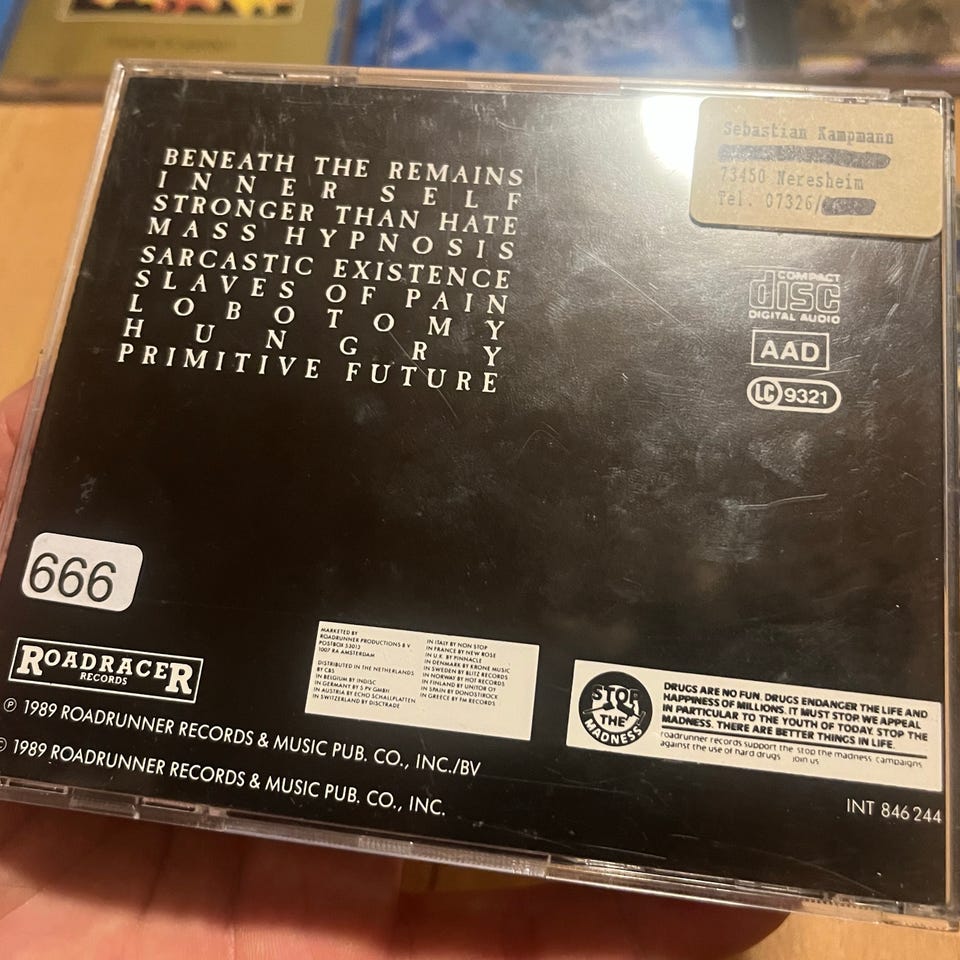 BENEATH THE REMAINS
INNER SELF
STRONGER THAN HATE
MASS HYPNOSIS
SARCASTIC EXISTENCE
SLAVES OF PAIN
LOBOTOMY
HUNGRY
PRIMITIVE FUTURE
Sebastian Kampmann
73450 Neresheim
Tel. 07326/
COMPACT
disc
DIGITAL AUDIO
AAD
LC 9321
666
ROADRACER
RECORDS
MARKETED BY
ROADRUNNER PRODUCTIONS B V
POSTBOX 53013
1007 RA AMSTERDAM
DISTRIBUTED IN THE NETHERLANDS
BY CBS
IN BELGIUM BY INDISC
IN GERMANY BY S PV GMBH
IN AUSTRIA BY ECHO SCHALLPLATTEN
IN SWITZERLAND BY DISCTRADE
IN ITALY BY NON STOP
IN FRANCE BY NEW ROSE
IN U.K. BY PINNACLE
IN DENMARK BY KRONE MUSIC
IN SWEDEN BY BLITZ RECORDS
IN NORWAY BY HOT RECORDS
IN FINLAND BY UNITOR OY
IN SPAIN BY DONOSTIROCK
IN GREECE BY FM RECORDS
STOP
THE
MADNESS
DRUGS ARE NO FUN. DRUGS ENDANGER THE LIFE AND
HAPPINESS OF MILLIONS. IT MUST STOP. WE APPEAL
IN PARTICULAR TO THE YOUTH OF TODAY. STOP THE
MADNESS. THERE ARE BETTER THINGS IN LIFE.
roadrunner records support the stop the madness campaigns
against the use of hard drugs join us
℗ 1989 ROADRUNNER RECORDS & MUSIC PUB. CO., INC./BV
© 1989 ROADRUNNER RECORDS & MUSIC PUB. CO., INC.
INT 846 244